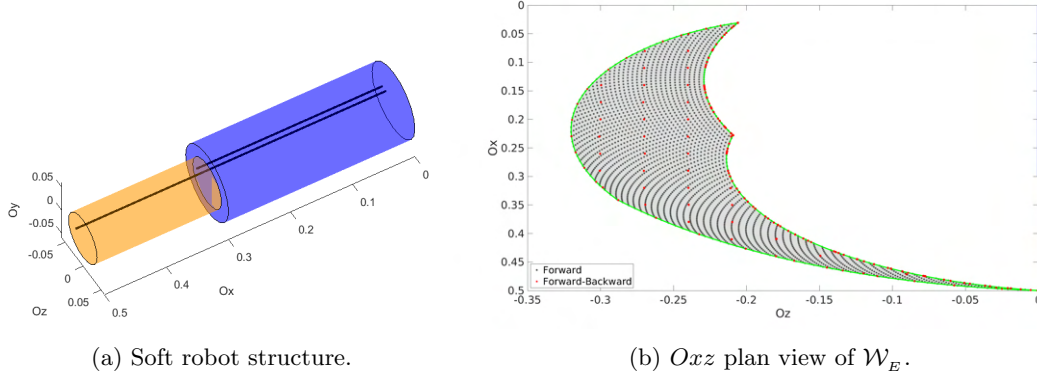 0.05
0
-0.05
Oy
-0.05
0
0.05
Oz
0.5
0.4
0.3
0.2
0.1
0
Ox
0
0.05
0.1
0.15
0.2
0.25
0.3
0.35
0.4
0.45
0.5
Ox
Forward
Forward-Backward
-0.35 -0.3 -0.25 -0.2 -0.15 -0.1 -0.05 0
Oz
(a) Soft robot structure.
(b) Oxz plan view of W_E.